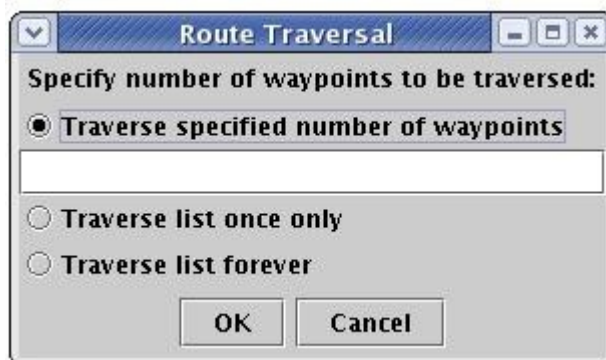 Route Traversal
Specify number of waypoints to be traversed:
Traverse specified number of waypoints
Traverse list once only
Traverse list forever
OK
Cancel